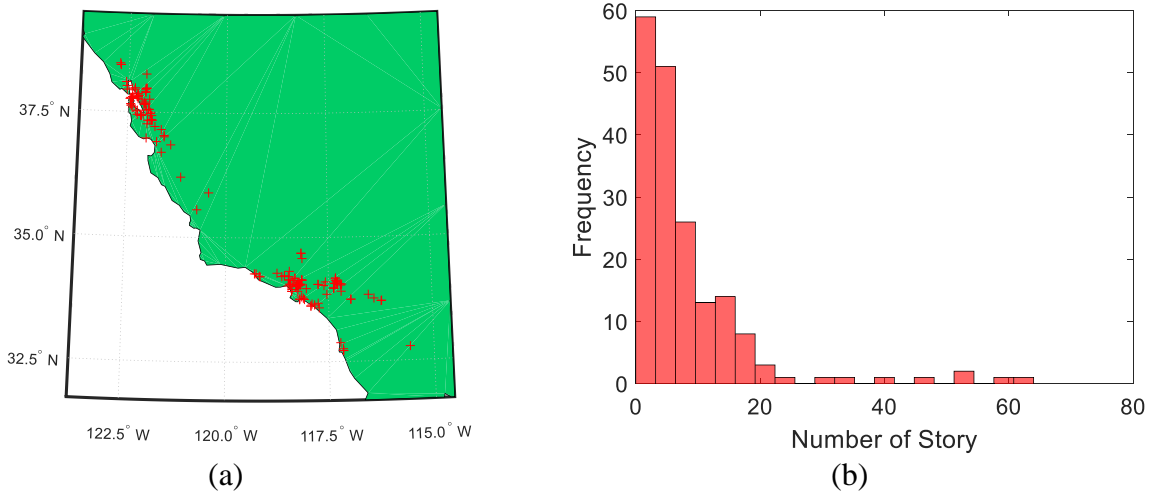 37.5° N
35.0° N
32.5° N
122.5° W 120.0° W 117.5° W 115.0° W
(a)
60
50
40
30
20
10
0
Frequency
0 20 40 60 80
Number of Story
(b)